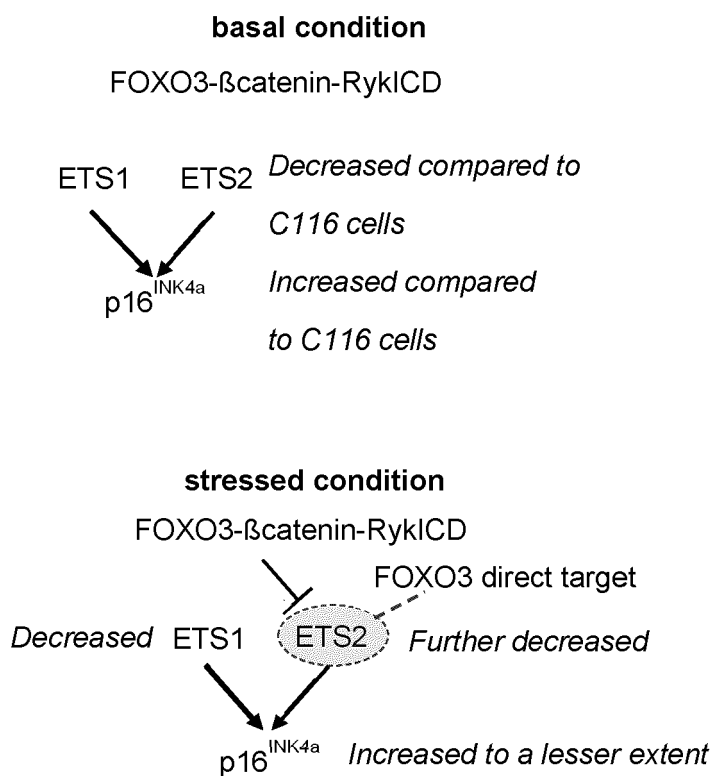 basal condition
FOXO3-ßcatenin-RykICD
ETS1 ETS2 Decreased compared to
C116 cells
p16INK4a Increased compared
to C116 cells
stressed condition
FOXO3-ßcatenin-RykICD
FOXO3 direct target
Decreased ETS1 ETS2 Further decreased
p16INK4a Increased to a lesser extent